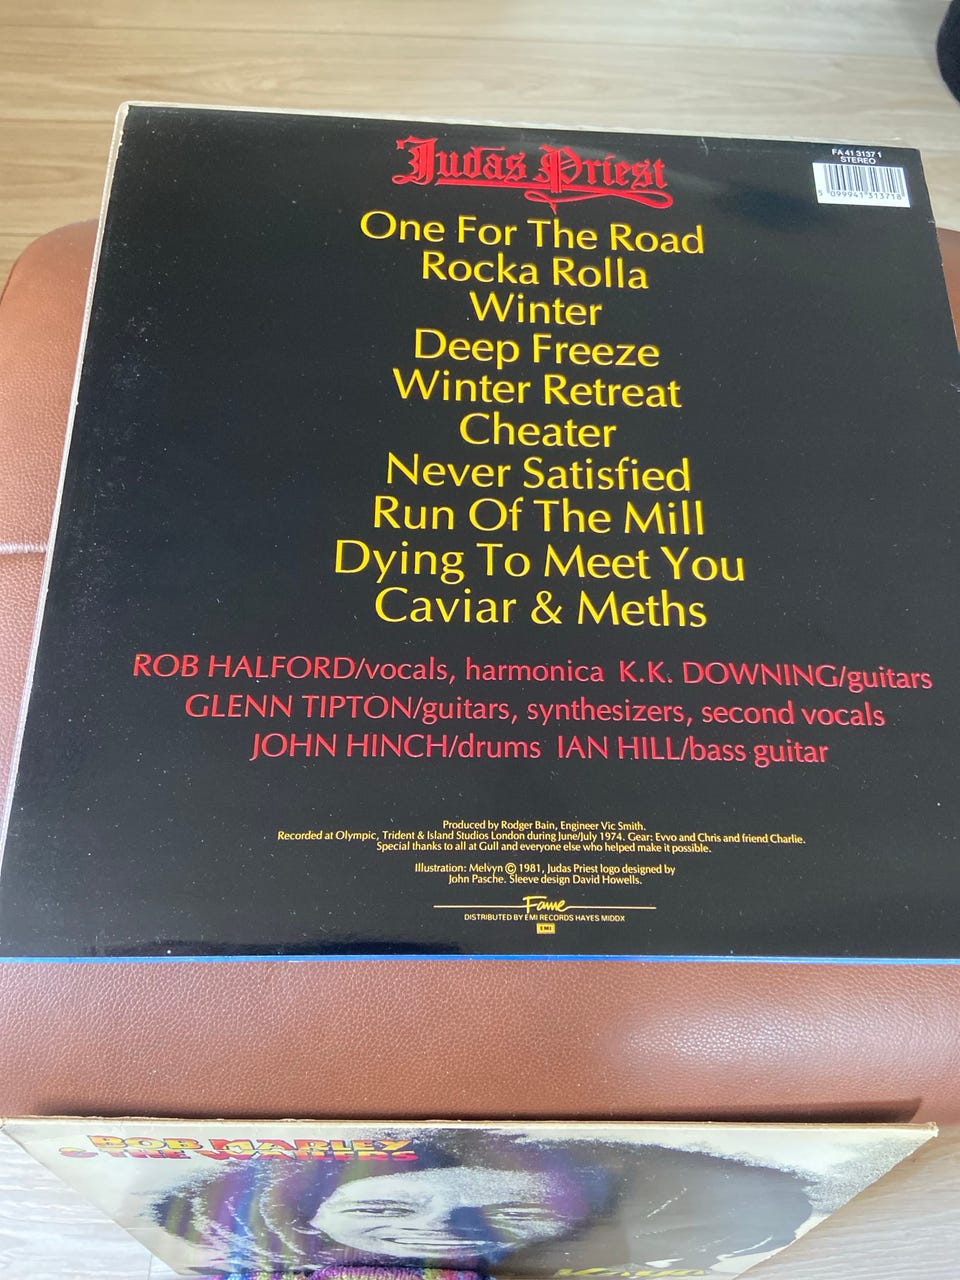 Judas Priest
FA 41 3137 1
STEREO
5 099941 313718
One For The Road
Rocka Rolla
Winter
Deep Freeze
Winter Retreat
Cheater
Never Satisfied
Run Of The Mill
Dying To Meet You
Caviar & Meths
ROB HALFORD/vocals, harmonica K.K. DOWNING/guitars
GLENN TIPTON/guitars, synthesizers, second vocals
JOHN HINCH/drums IAN HILL/bass guitar
Produced by Rodger Bain, Engineer Vic Smith.
Recorded at Olympic, Trident & Island Studios London during June/July 1974. Gear: Evvo and Chris and friend Charlie.
Special thanks to all at Gull and everyone else who helped make it possible.
Illustration: Melvyn © 1981, Judas Priest logo designed by
John Pasche. Sleeve design David Howells.
Fame
DISTRIBUTED BY EMI RECORDS HAYES MIDDX
EMI
BOB MARLEY
& THE WAILERS